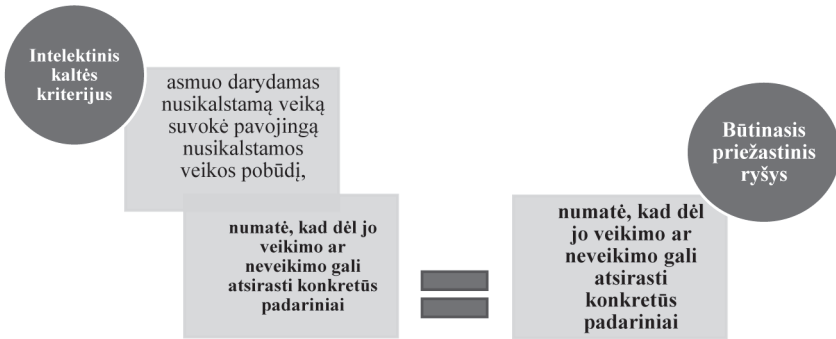 Intelektinis
kaltės
kriterijus
asmuo darydamas
nusikalstamą veiką
suvokė pavojingą
nusikalstamos
veikos pobūdį,
numatė, kad dėl jo
veikimo ar
neveikimo gali
atsirasti konkretūs
padariniai
Būtinasis
priežastinis
ryšys
numatė, kad dėl
jo veikimo ar
neveikimo gali
atsirasti
konkretūs
padariniai